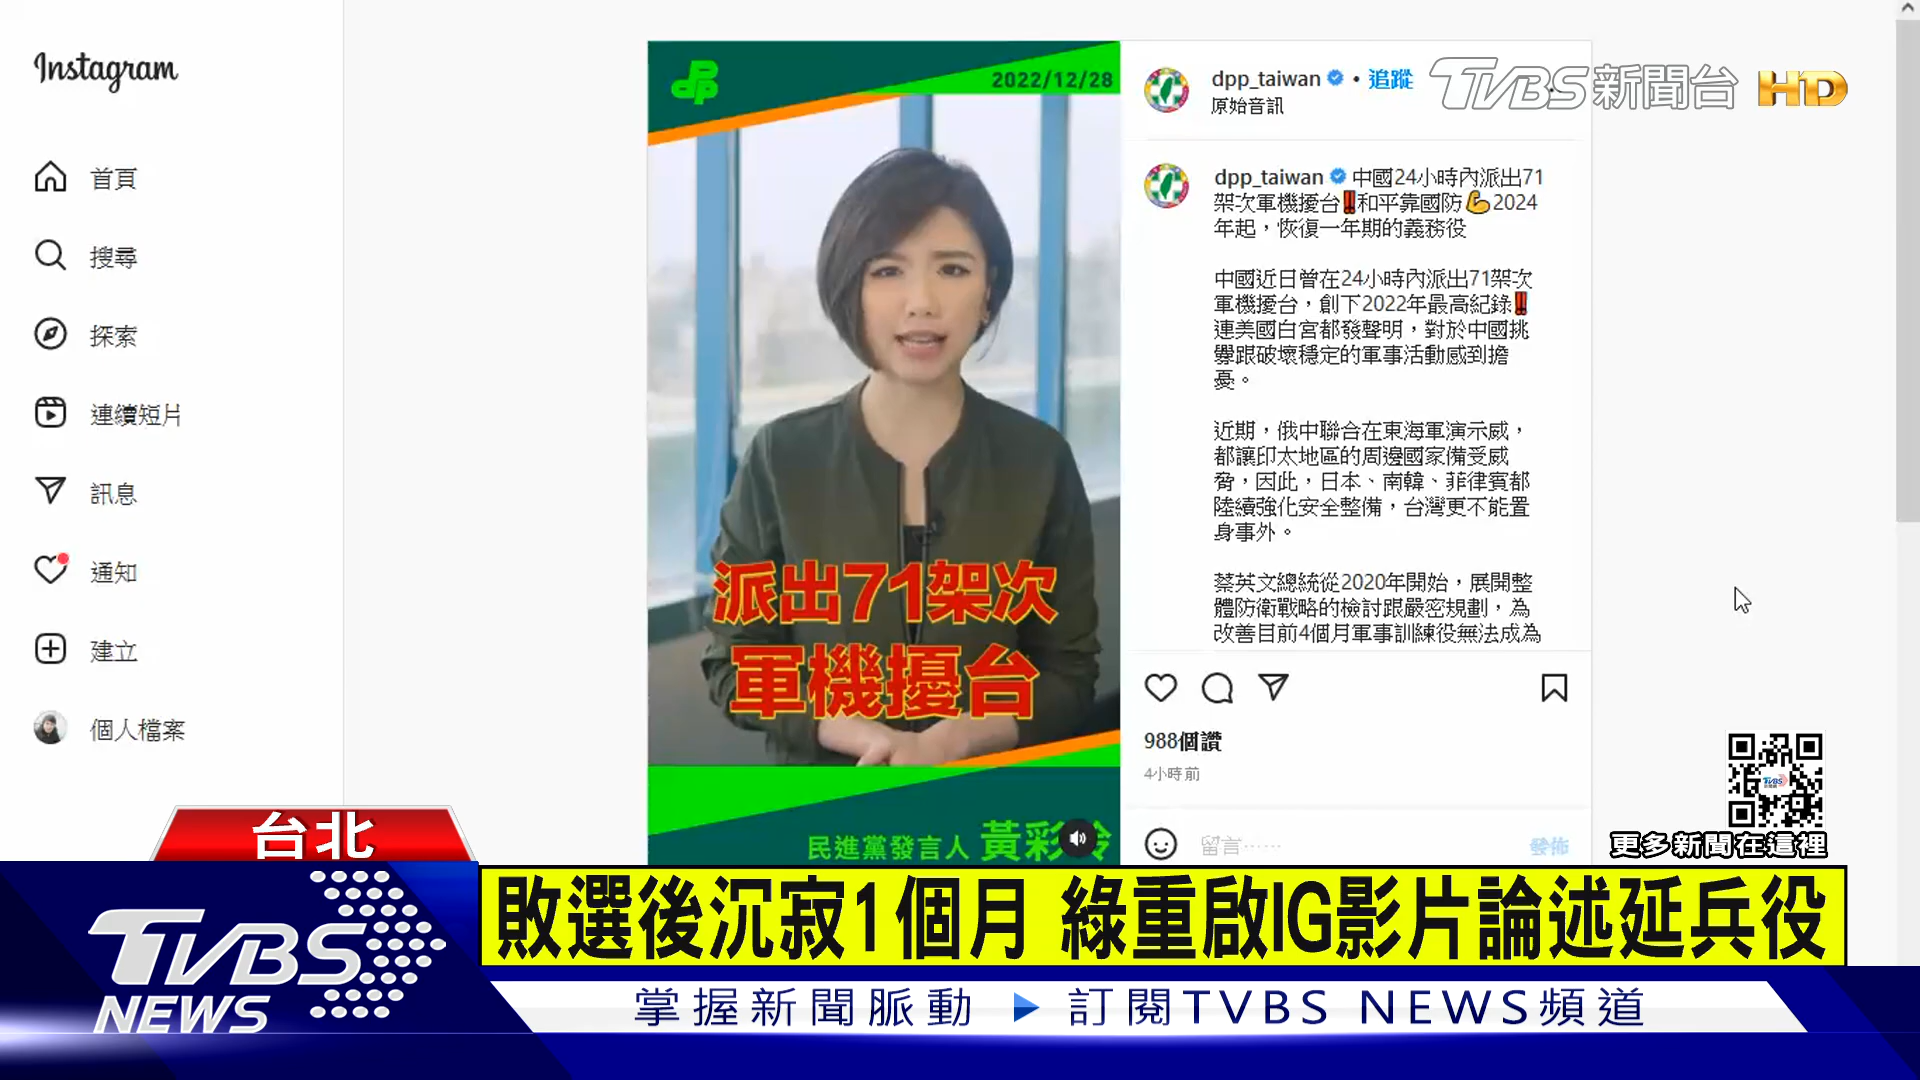 Instagram
首頁
搜尋
探索
連續短片
訊息
通知
建立
個人檔案
2022/12/28
派出71架次
軍機擾台
民進黨發言人 黃彩
dpp_taiwan • 追蹤
原始音訊
TVBS新聞台 HD
dpp_taiwan 中國24小時內派出71
架次軍機擾台‼️和平靠國防💪2024
年起，恢復一年期的義務役
中國近日曾在24小時內派出71架次
軍機擾台，創下2022年最高紀錄‼️
連美國白宮都發聲明，對於中國挑
釁跟破壞穩定的軍事活動感到擔
憂。
近期，俄中聯合在東海軍演示威，
都讓印太地區的周邊國家備受威
脅，因此，日本、南韓、菲律賓都
陸續強化安全整備，台灣更不能置
身事外。
蔡英文總統從2020年開始，展開整
體防衛戰略的檢討跟嚴密規劃，為
改善目前4個月軍事訓練役無法成為
988個讚
4小時前
留言……
發佈
TVBS
更多新聞在這裡
台北
敗選後沉寂1個月 綠重啟IG影片論述延兵役
TVBS
NEWS
掌握新聞脈動 ▶ 訂閱TVBS NEWS頻道